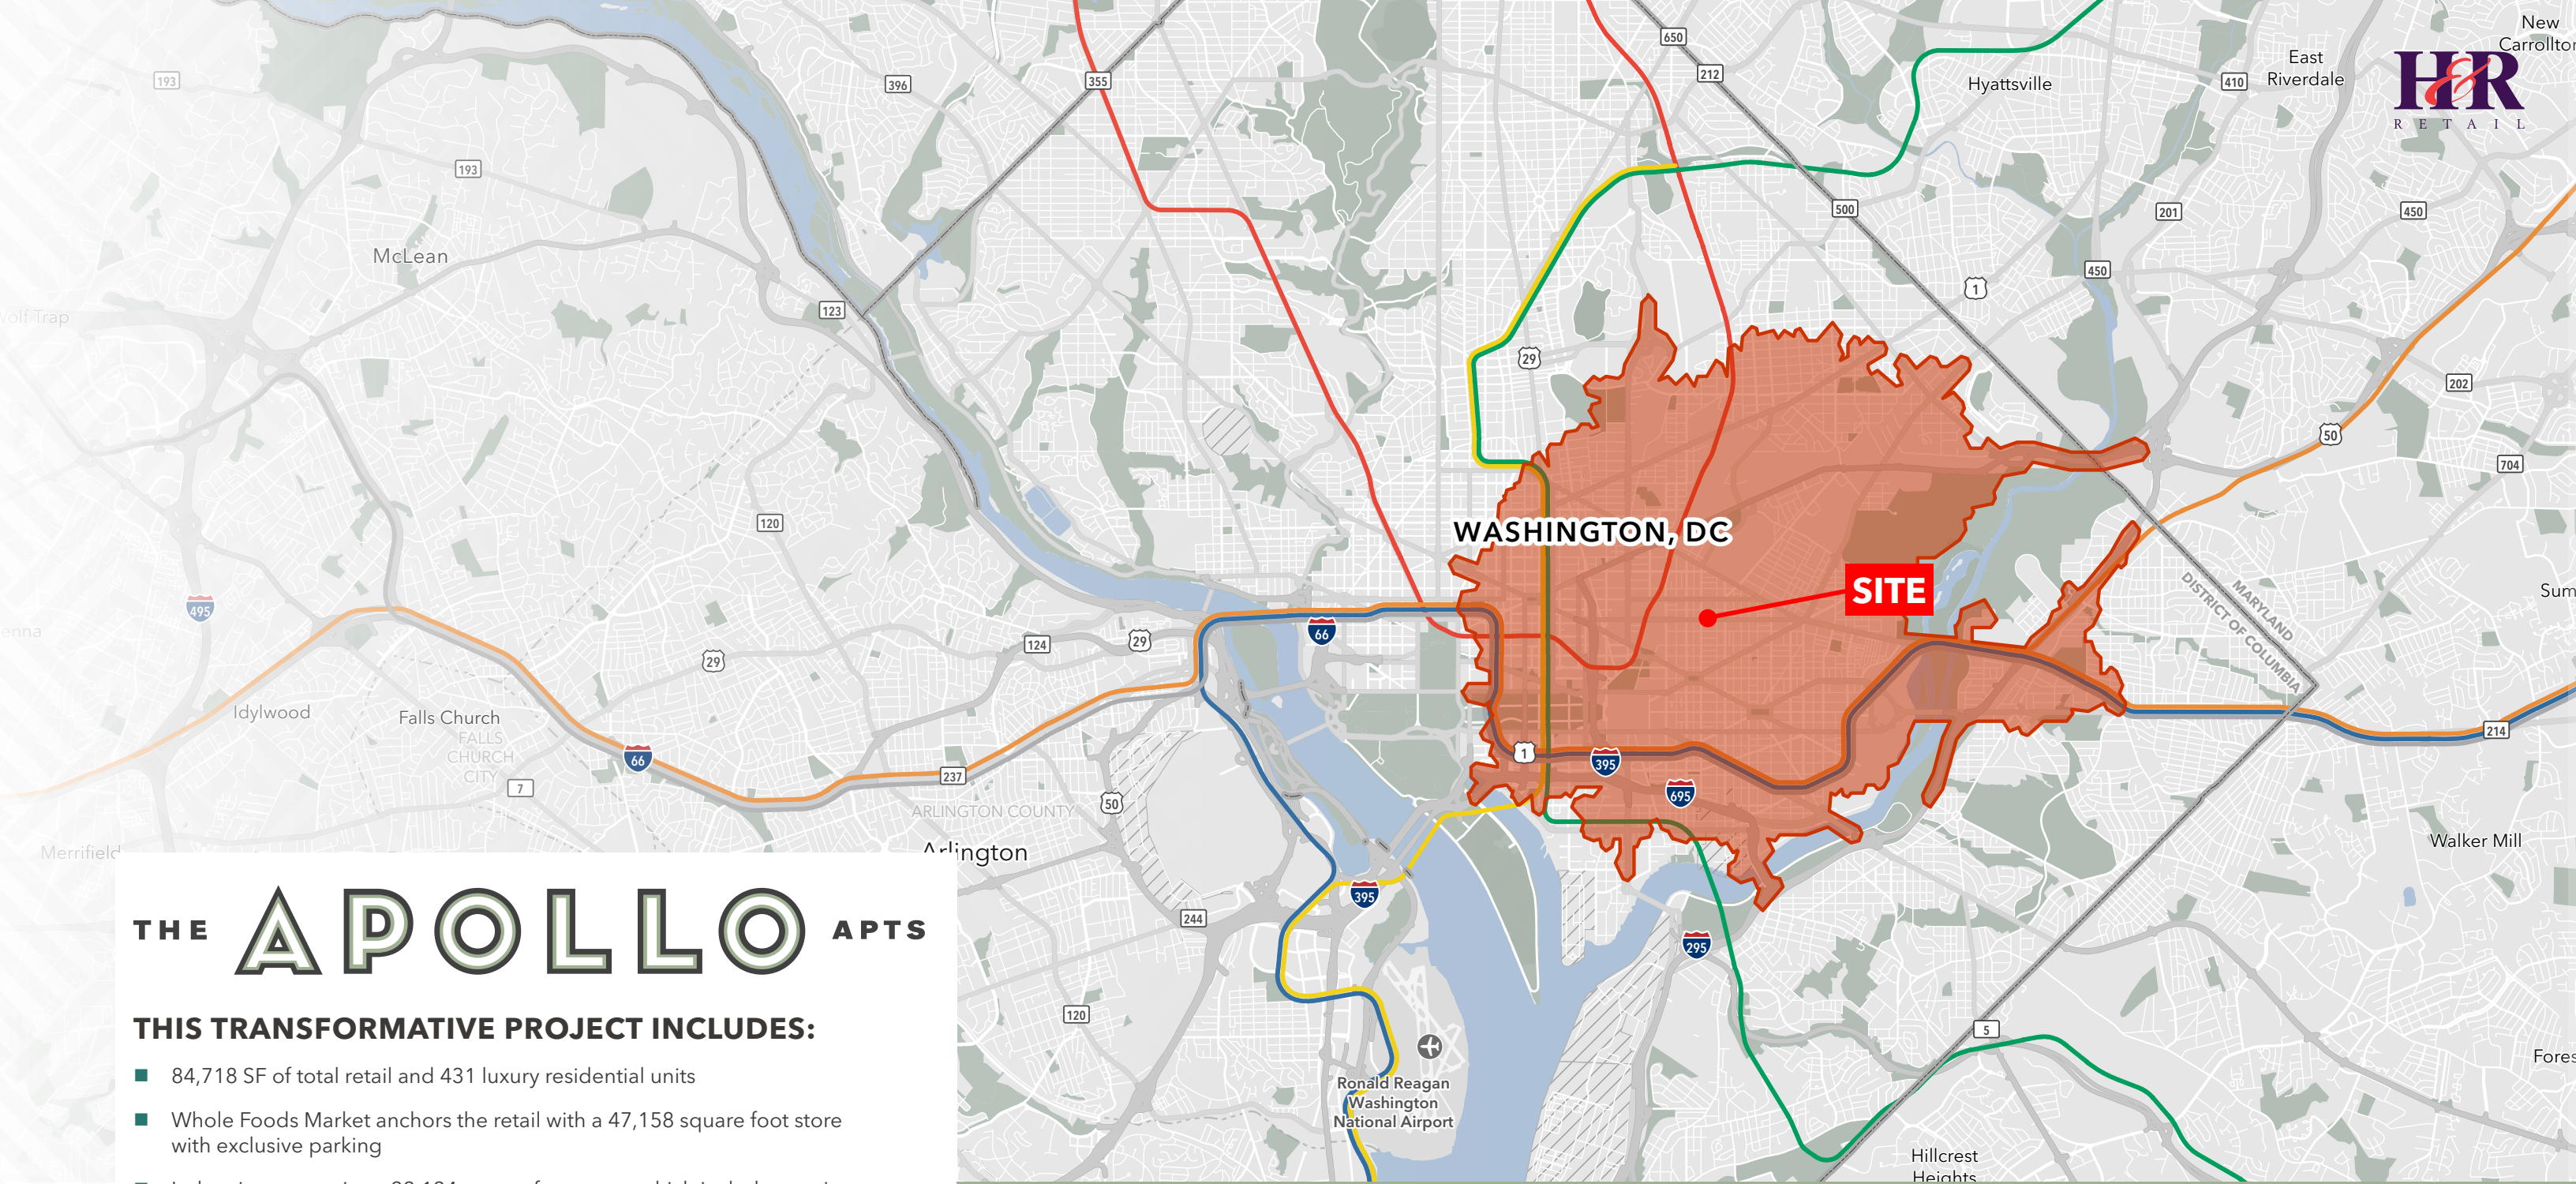 650
New
Carrollton
193
396
355
212
Hyattsville
East
Riverdale
410
H&R
RETAIL
193
McLean
500
201
450
123
Wolf Trap
450
1
29
202
50
704
120
WASHINGTON, DC
SITE
MARYLAND
DISTRICT OF COLUMBIA
495
66
124
29
29
Idylwood
Falls Church
FALLS
CHURCH
CITY
66
7
237
50
ARLINGTON COUNTY
1
395
695
214
Walker Mill
Merrifield
Arlington
395
244
295
120
5
Ronald Reagan
Washington
National Airport
Hillcrest
Heights
THE APOLLO APTS
THIS TRANSFORMATIVE PROJECT INCLUDES:
84,718 SF of total retail and 431 luxury residential units
Whole Foods Market anchors the retail with a 47,158 square foot store
with exclusive parking